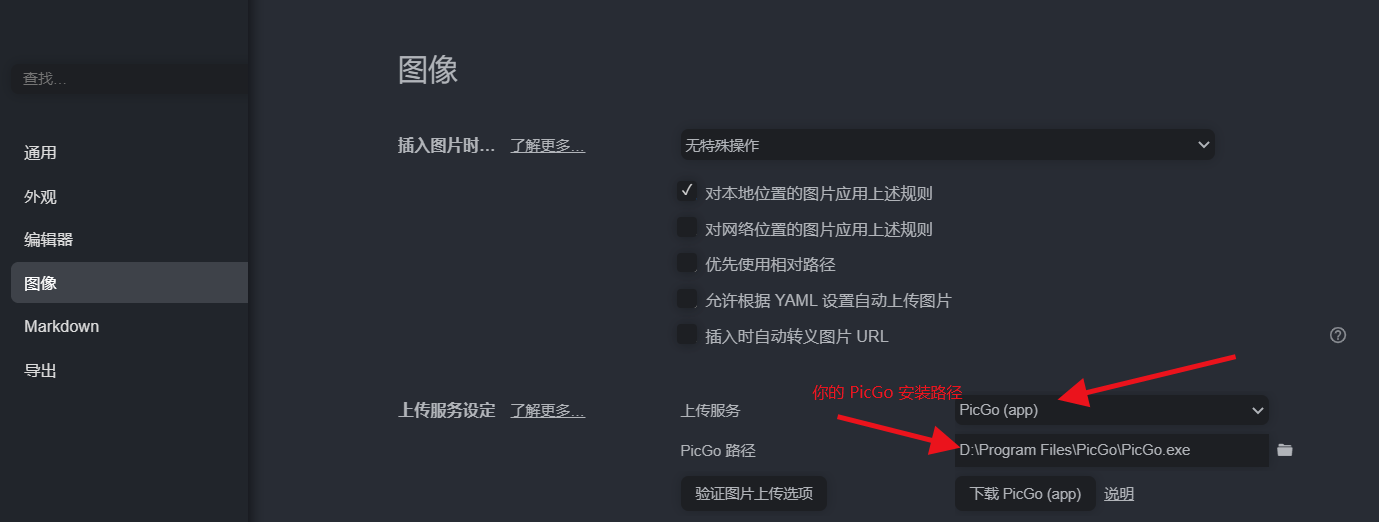 查找...
通用
外观
编辑器
图像
Markdown
导出
图像
插入图片时... 了解更多...
无特殊操作
对本地位置的图片应用上述规则
对网络位置的图片应用上述规则
优先使用相对路径
允许根据 YAML 设置自动上传图片
插入时自动转义图片 URL
你的 PicGo 安装路径
上传服务设定 了解更多... 上传服务 PicGo (app)
PicGo 路径 D:\Program Files\PicGo\PicGo.exe
验证图片上传选项 下载 PicGo (app) 说明